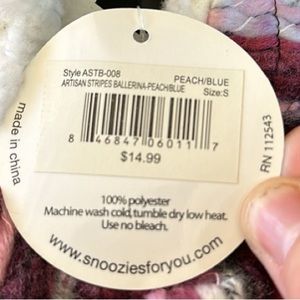 Style ASTB-008 PEACH/BLUE
ARTISAN STRIPES BALLERINA-PEACH/BLUE Size:S
8 46847 06011 7
$14.99
made in china
RN 112543
100% polyester
Machine wash cold, tumble dry low heat.
Use no bleach.
www.snooziesforyou.com